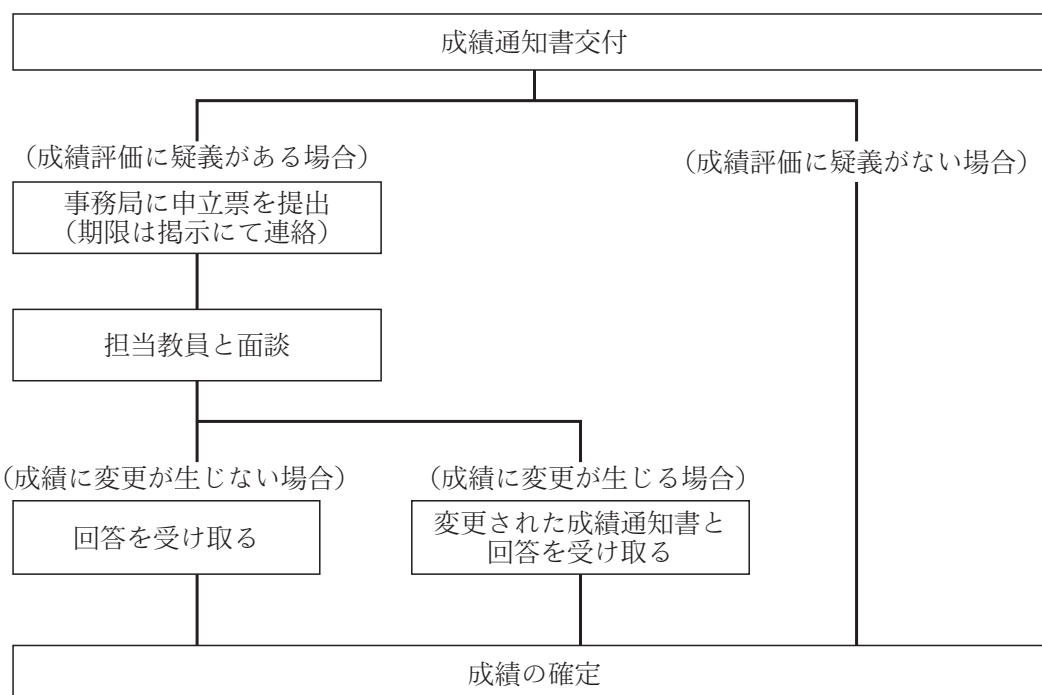 成績通知書交付
（成績評価に疑義がある場合）
（成績評価に疑義がない場合）
事務局に申立票を提出
（期限は掲示にて連絡）
担当教員と面談
（成績に変更が生じない場合）
（成績に変更が生じる場合）
回答を受け取る
変更された成績通知書と
回答を受け取る
成績の確定